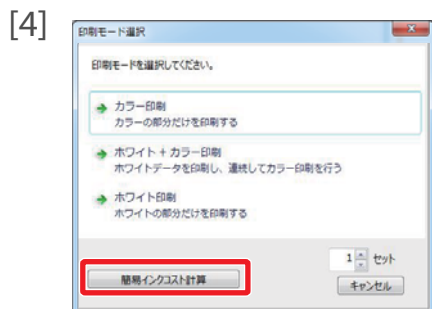 [4]
印刷モード選択
印刷モードを選択してください。
カラー印刷
カラーの部分だけを印刷する
ホワイト + カラー印刷
ホワイトデータを印刷し、連続してカラー印刷を行う
ホワイト印刷
ホワイトの部分だけを印刷する
1 セット
簡易インクコスト計算 キャンセル